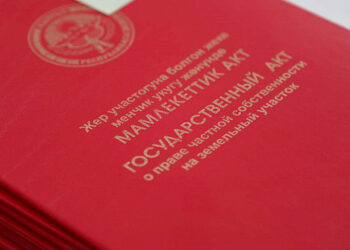 Жер участогуна болгон жеке
менчик укугу жөнүндө
МАМЛЕКЕТТИК АКТ
ГОСУДАРСТВЕННЫЙ АКТ
о праве частной собственности
на земельный участок